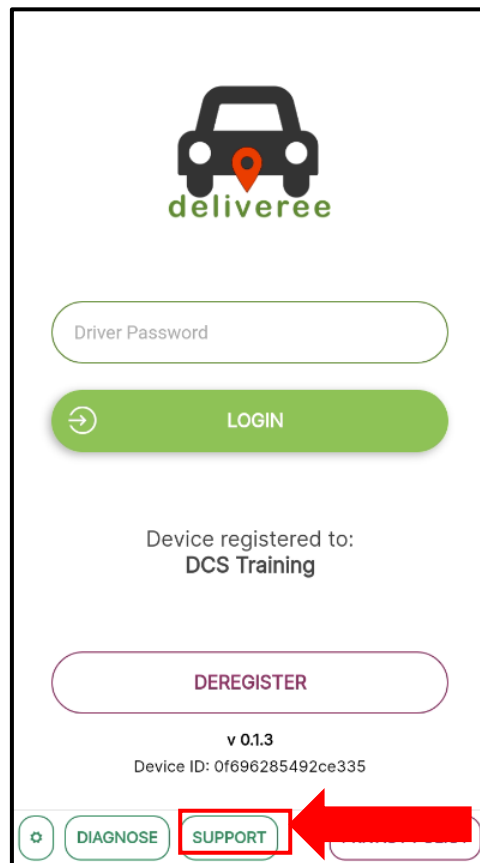 deliveree
Driver Password
LOGIN
Device registered to:
DCS Training
DEREGISTER
v 0.1.3
Device ID: 0f696285492ce335
DIAGNOSE SUPPORT